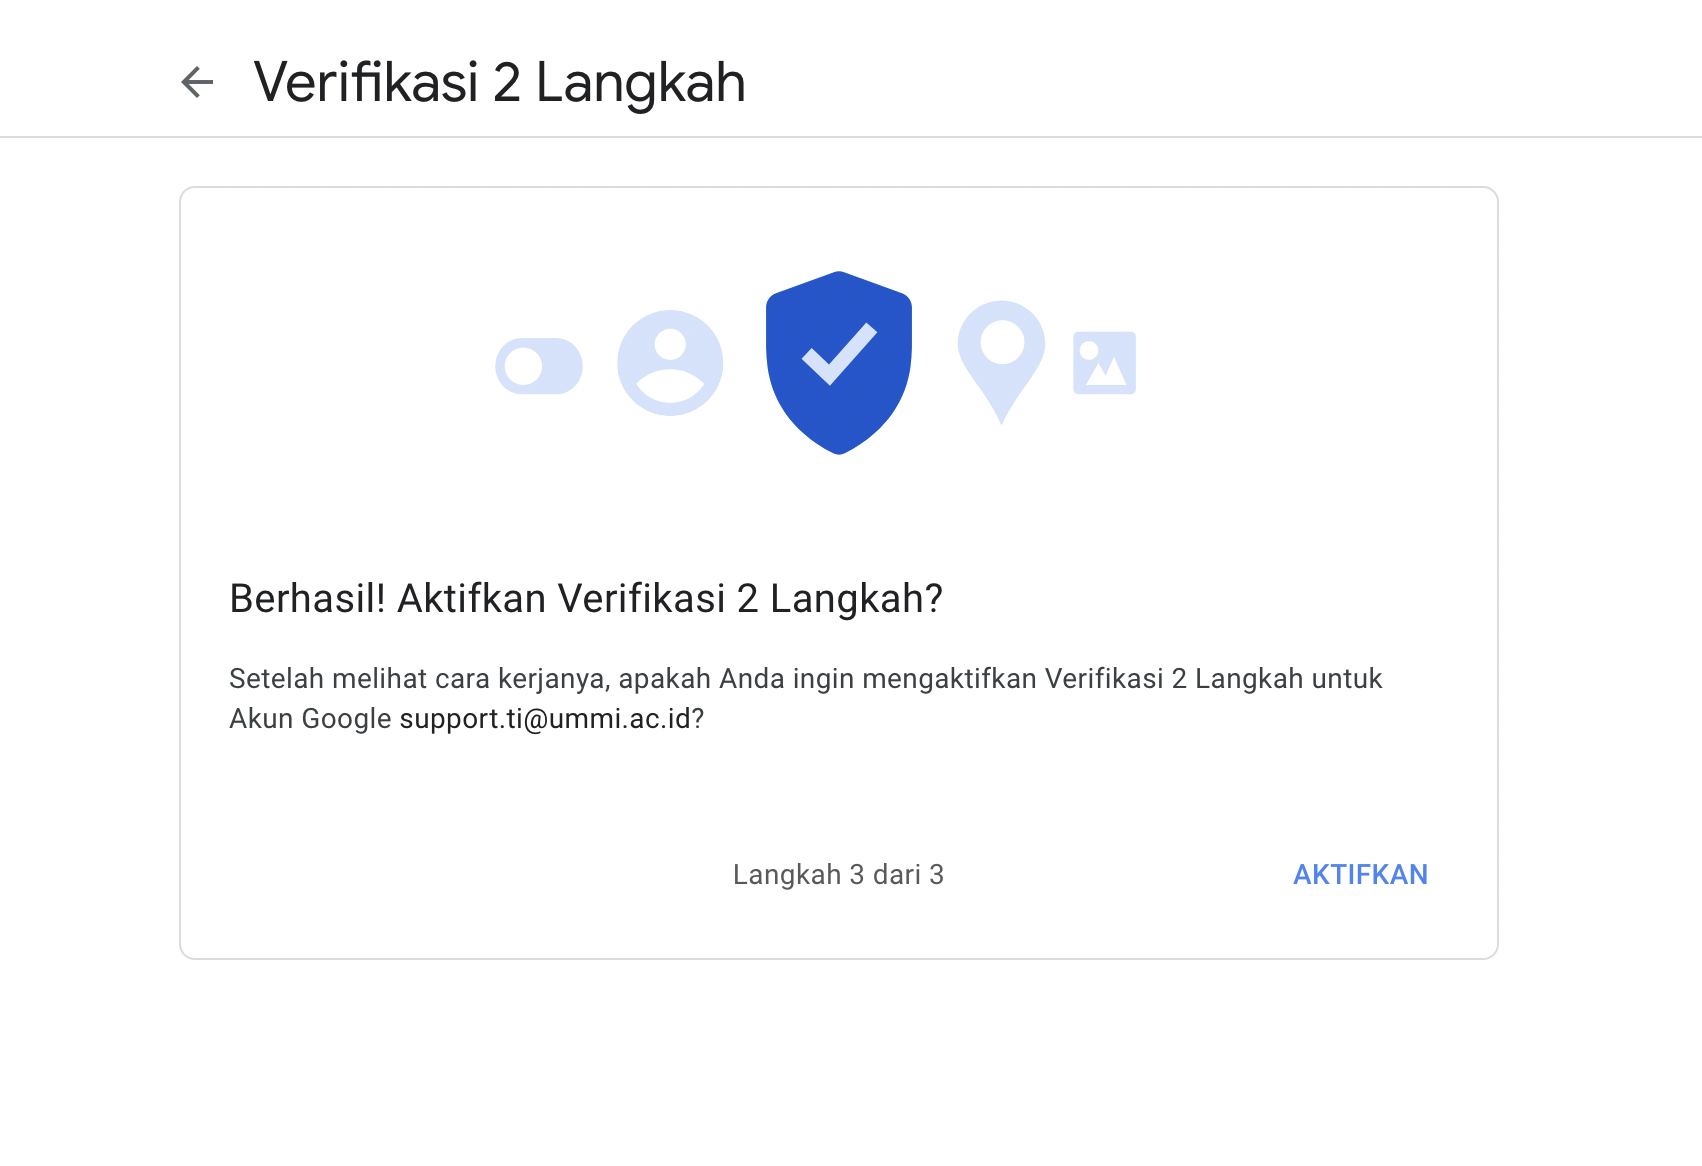 Verifikasi 2 Langkah
Berhasil! Aktifkan Verifikasi 2 Langkah?
Setelah melihat cara kerjanya, apakah Anda ingin mengaktifkan Verifikasi 2 Langkah untuk
Akun Google support.ti@ummi.ac.id?
Langkah 3 dari 3
AKTIFKAN